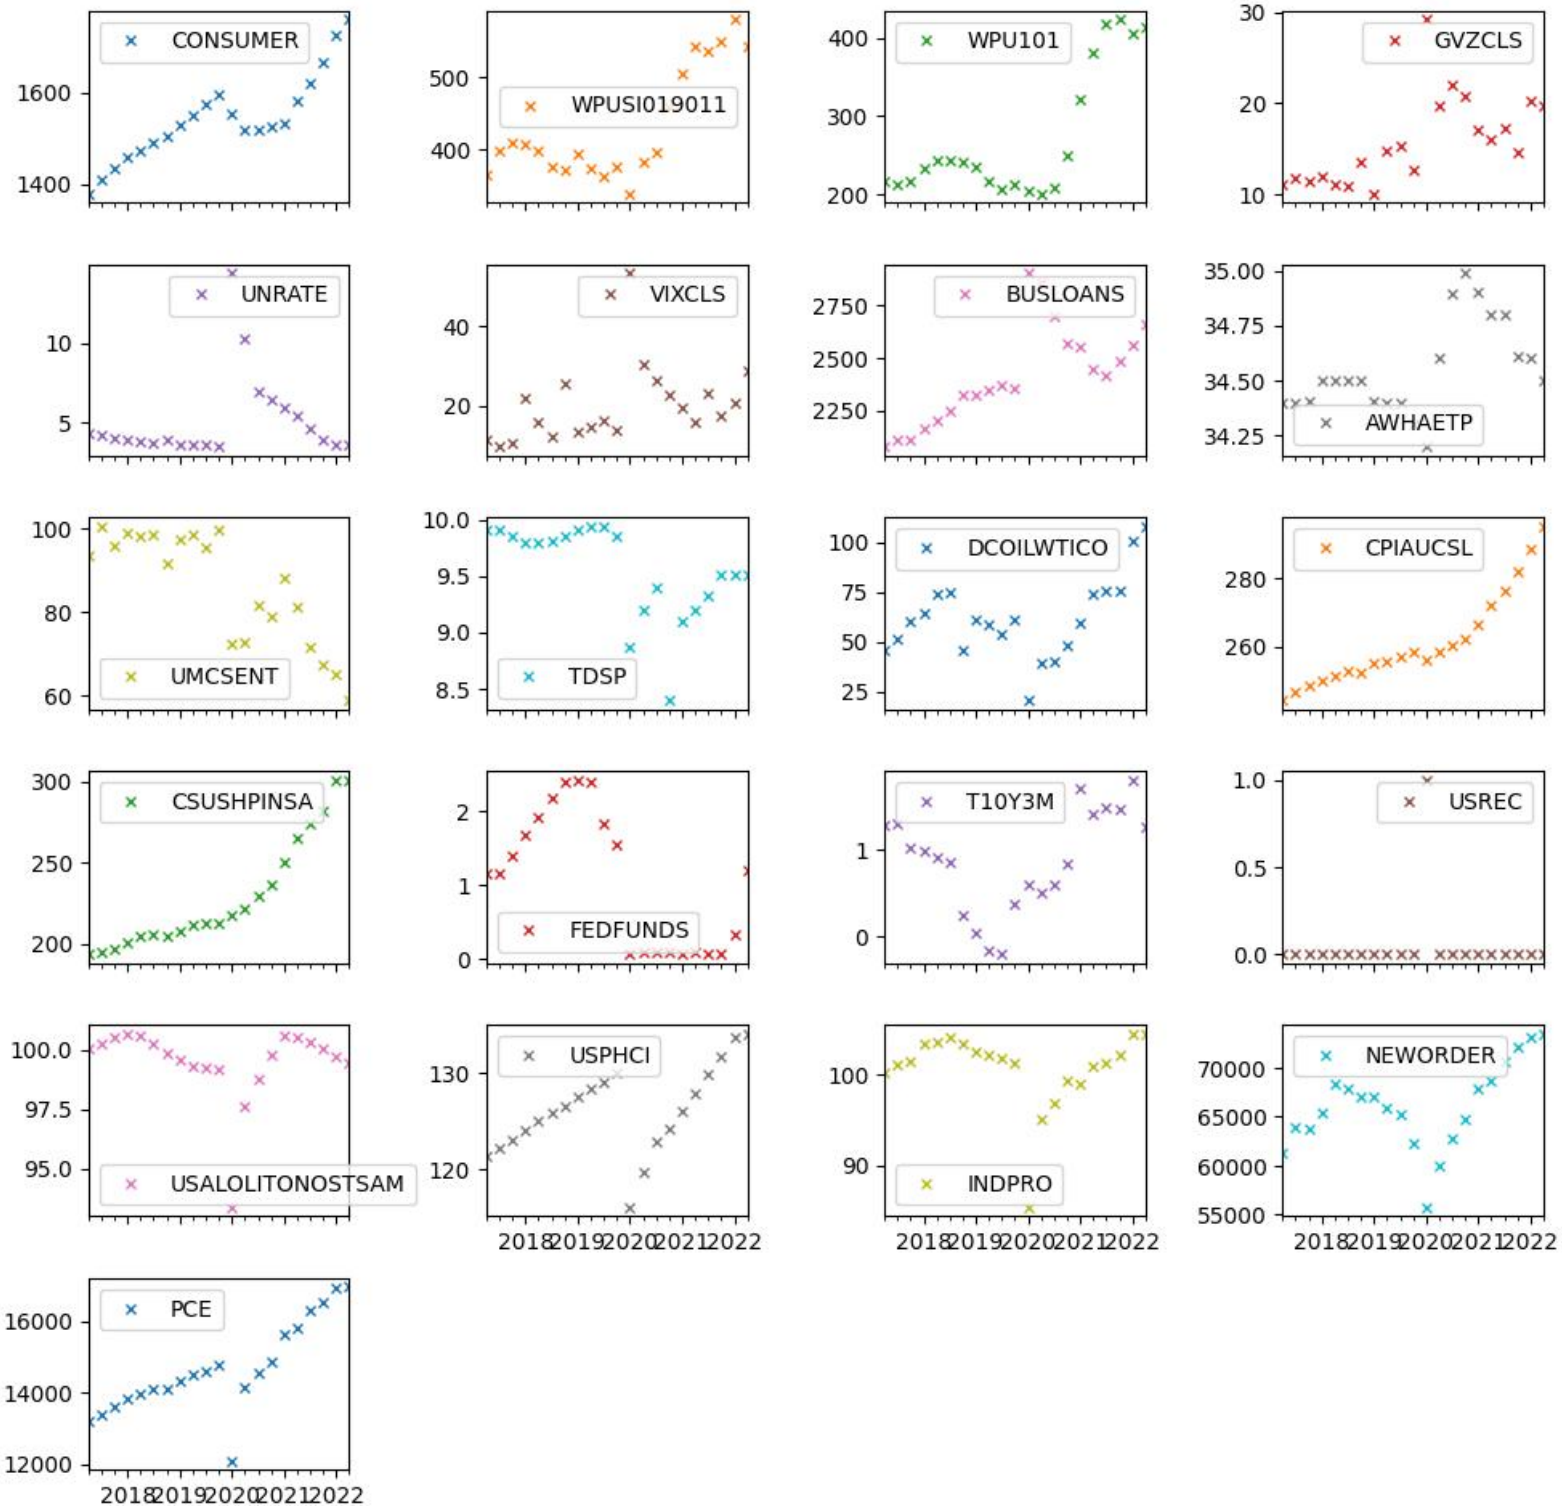 CONSUMER
1600
1400
WPUSI019011
500
400
WPU101
400
300
200
GVZCLS
30
20
10
UNRATE
10
5
VIXCLS
40
20
BUSLOANS
2750
2500
2250
AWHAETP
35.00
34.75
34.50
34.25
UMCSENT
100
80
60
TDSP
10.0
9.5
9.0
8.5
DCOILWTICO
100
75
50
25
CPIAUCSL
280
260
CSUSHPINSA
300
250
200
FEDFUNDS
2
1
0
T10Y3M
1
0
USREC
1.0
0.5
0.0
USALOLITONOSTSAM
100.0
97.5
95.0
USPHCI
130
120
2018 2019 2020 2021 2022
INDPRO
100
90
2018 2019 2020 2021 2022
NEWORDER
70000
65000
60000
55000
2018 2019 2020 2021 2022
PCE
16000
14000
12000
2018 2019 2020 2021 2022